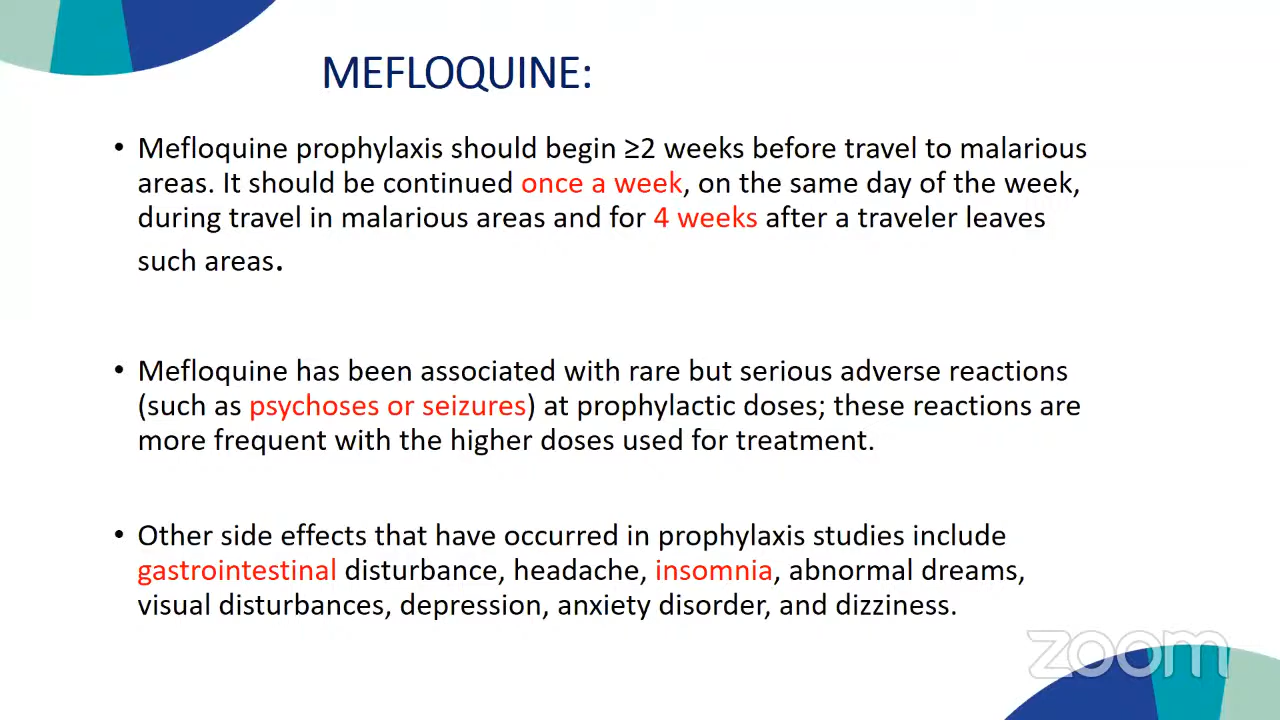 MEFLOQUINE:
• Mefloquine prophylaxis should begin ≥2 weeks before travel to malarious
areas. It should be continued once a week, on the same day of the week,
during travel in malarious areas and for 4 weeks after a traveler leaves
such areas.
• Mefloquine has been associated with rare but serious adverse reactions
(such as psychoses or seizures) at prophylactic doses; these reactions are
more frequent with the higher doses used for treatment.
• Other side effects that have occurred in prophylaxis studies include
gastrointestinal disturbance, headache, insomnia, abnormal dreams,
visual disturbances, depression, anxiety disorder, and dizziness.
zoom